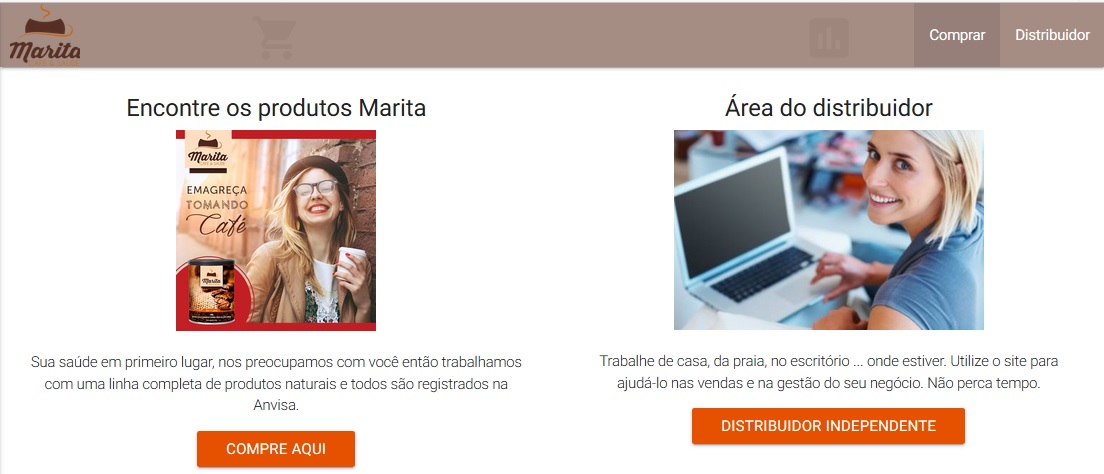 Marita
Comprar
Distribuidor
Encontre os produtos Marita
Marita
EMAGREÇA
TOMANDO
Café
Marita
Sua saúde em primeiro lugar, nos preocupamos com você então trabalhamos
com uma linha completa de produtos naturais e todos são registrados na
Anvisa.
COMPRE AQUI
Área do distribuidor
Trabalhe de casa, da praia, no escritório ... onde estiver. Utilize o site para
ajudá-lo nas vendas e na gestão do seu negócio. Não perca tempo.
DISTRIBUIDOR INDEPENDENTE